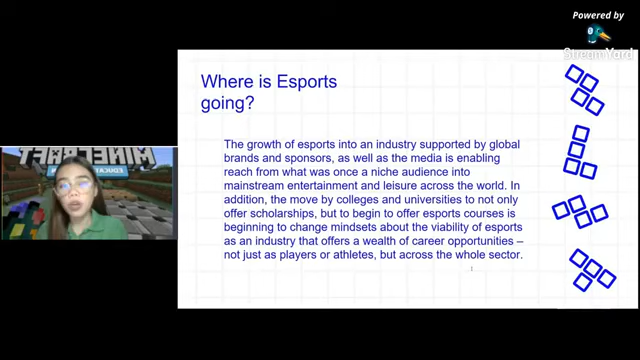 Powered by
StreamYard
Where is Esports
going?
The growth of esports into an industry supported by global
brands and sponsors, as well as the media is enabling
reach from what was once a niche audience into
mainstream entertainment and leisure across the world. In
addition, the move by colleges and universities to not only
offer scholarships, but to begin to offer esports courses is
beginning to change mindsets about the viability of esports
as an industry that offers a wealth of career opportunities –
not just as players or athletes, but across the whole sector.
MINECRAFT
EDUCATION